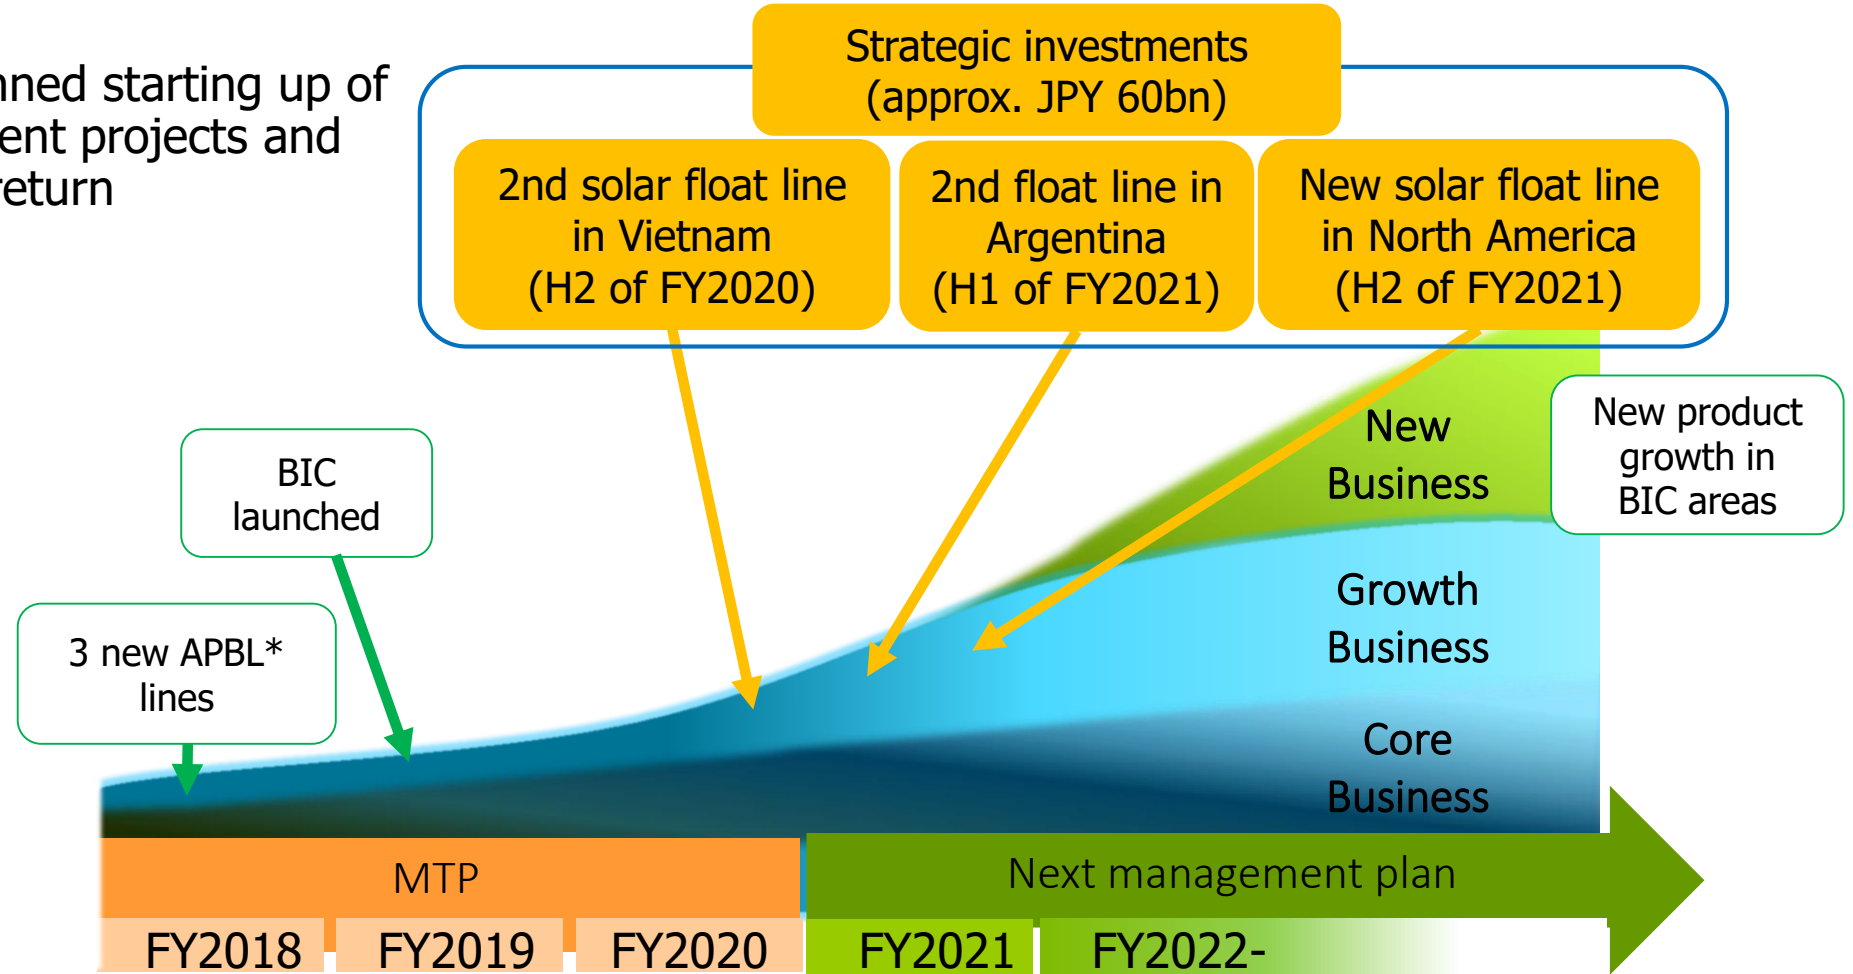 Strategic investments
(approx. JPY 60bn)
nned starting up of
ent projects and
return
2nd solar float line
in Vietnam
(H2 of FY2020)
2nd float line in
Argentina
(H1 of FY2021)
New solar float line
in North America
(H2 of FY2021)
New product
growth in
BIC areas
BIC
launched
3 new APBL*
lines
New
Business
Growth
Business
Core
Business
MTP
Next management plan
FY2018
FY2019
FY2020
FY2021
FY2022-